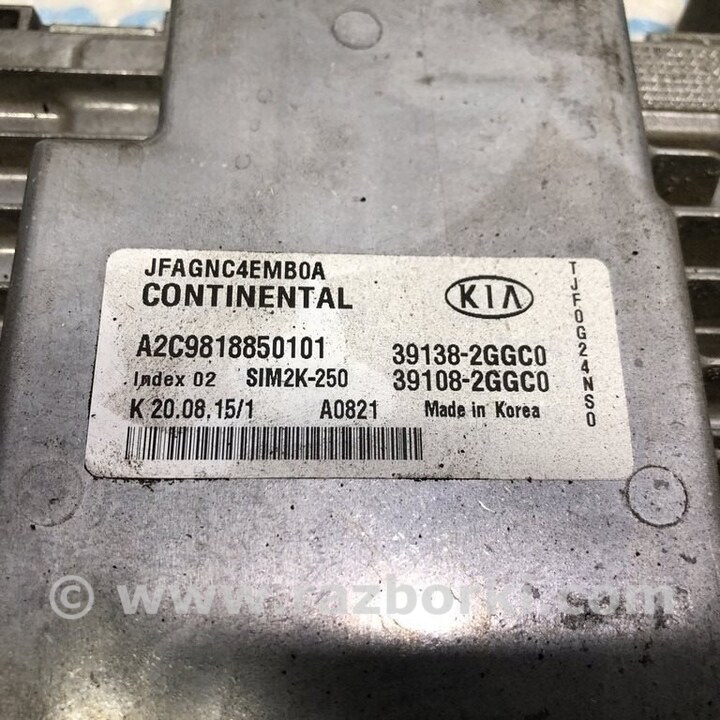 JFAGNC4EMB0A
CONTINENTAL
KIA
A2C9818850101
39138-2GGC0
Index 02 SIM2K-250
39108-2GGC0
K 20.08.15/1 A0821 Made in Korea
TJF0G24NS0
© www.razborka.com